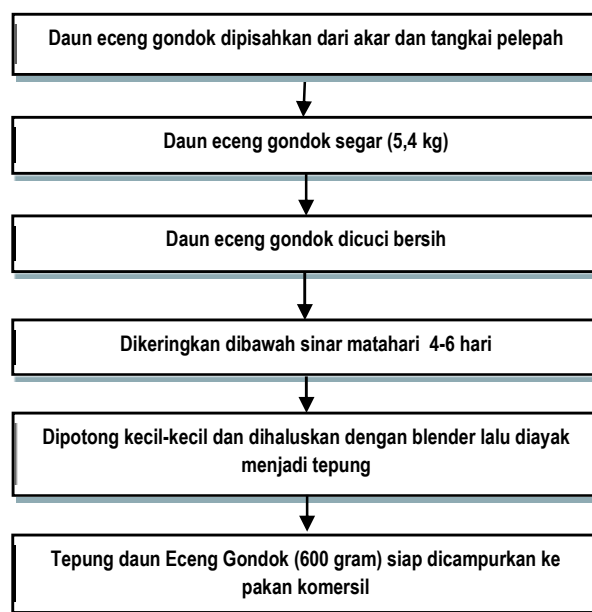 Daun eceng gondok dipisahkan dari akar dan tangkai pelepah
Daun eceng gondok segar (5,4 kg)
Daun eceng gondok dicuci bersih
Dikeringkan dibawah sinar matahari 4-6 hari
Dipotong kecil-kecil dan dihaluskan dengan blender lalu diayak
menjadi tepung
Tepung daun Eceng Gondok (600 gram) siap dicampurkan ke
pakan komersil